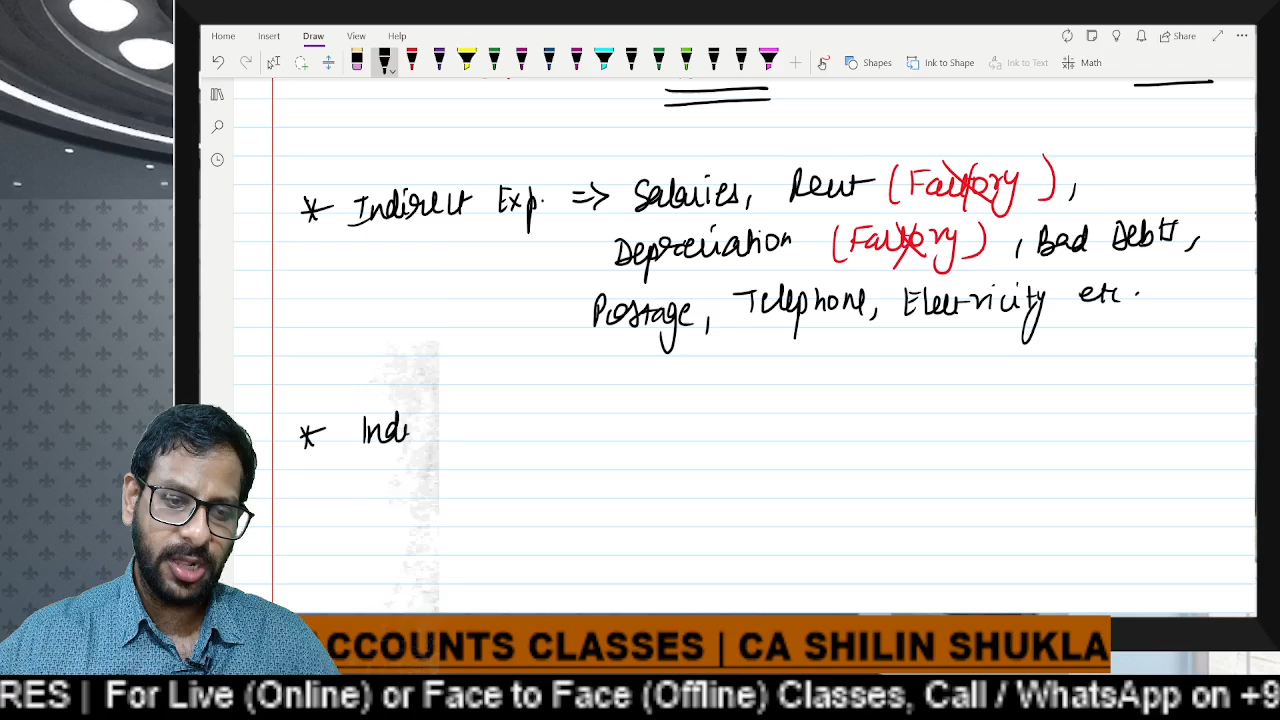 Home Insert Draw View Help
Share
Shapes Ink to Shape Ink to Text Math
* Indirect Exp. => Salaries, Rent (Factory),
Depreciation (Factory), Bad Debts,
Postage, Telephone, Electricity etc.
* Indi
CCOUNTS CLASSES | CA SHILIN SHUKLA
RES | For Live (Online) or Face to Face (Offline) Classes, Call / WhatsApp on +9